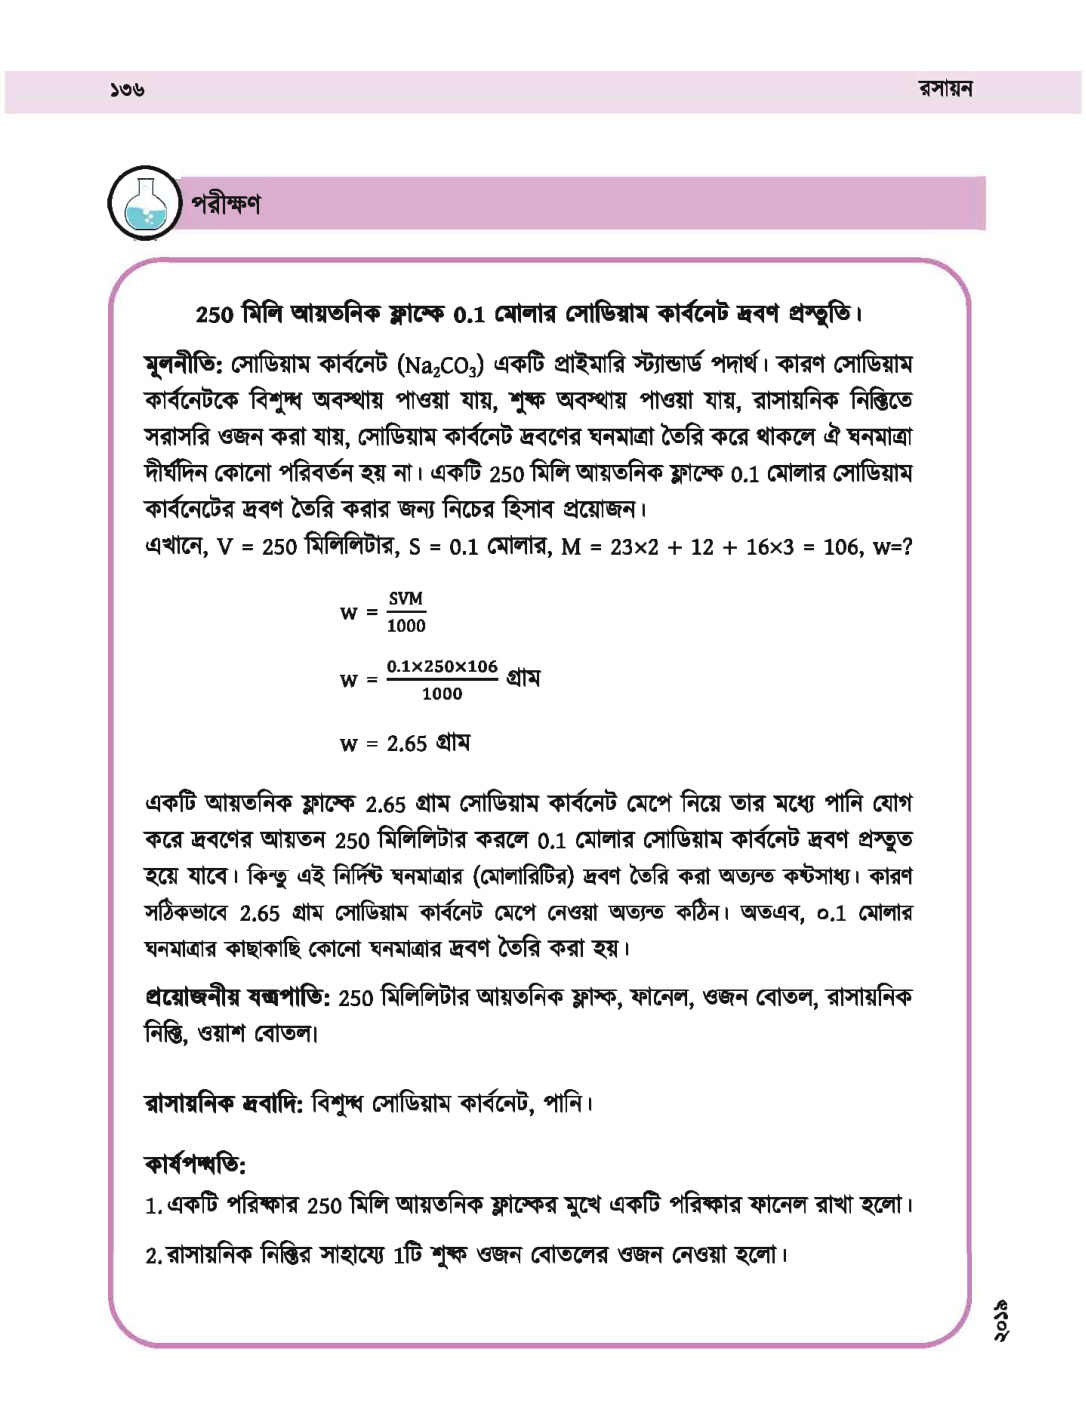 ১৩৬ রসায়ন
পরীক্ষণ
250 মিলি আয়তনিক ফ্লাস্কে 0.1 মোলার সোডিয়াম কার্বনেট দ্রবণ প্রস্তুতি।
মূলনীতি: সোডিয়াম কার্বনেট (Na₂CO₃) একটি প্রাইমারি স্ট্যান্ডার্ড পদার্থ। কারণ সোডিয়াম
কার্বনেটকে বিশুদ্ধ অবস্থায় পাওয়া যায়, শুষ্ক অবস্থায় পাওয়া যায়, রাসায়নিক নিক্তিতে
সরাসরি ওজন করা যায়, সোডিয়াম কার্বনেট দ্রবণের ঘনমাত্রা তৈরি করে থাকলে ঐ ঘনমাত্রা
দীর্ঘদিন কোনো পরিবর্তন হয় না। একটি 250 মিলি আয়তনিক ফ্লাস্কে 0.1 মোলার সোডিয়াম
কার্বনেটের দ্রবণ তৈরি করার জন্য নিচের হিসাব প্রয়োজন।
এখানে, V = 250 মিলিলিটার, S = 0.1 মোলার, M = 23×2 + 12 + 16×3 = 106, w=?
w = SVM/1000
w = 0.1×250×106/1000 গ্রাম
w = 2.65 গ্রাম
একটি আয়তনিক ফ্লাস্কে 2.65 গ্রাম সোডিয়াম কার্বনেট মেপে নিয়ে তার মধ্যে পানি যোগ
করে দ্রবণের আয়তন 250 মিলিলিটার করলে 0.1 মোলার সোডিয়াম কার্বনেট দ্রবণ প্রস্তুত
হয়ে যাবে। কিন্তু এই নির্দিষ্ট ঘনমাত্রার (মোলারিটির) দ্রবণ তৈরি করা অত্যন্ত কষ্টসাধ্য। কারণ
সঠিকভাবে 2.65 গ্রাম সোডিয়াম কার্বনেট মেপে নেওয়া অত্যন্ত কঠিন। অতএব, ০.1 মোলার
ঘনমাত্রার কাছাকাছি কোনো ঘনমাত্রার দ্রবণ তৈরি করা হয়।
প্রয়োজনীয় যন্ত্রপাতি: 250 মিলিলিটার আয়তনিক ফ্লাস্ক, ফানেল, ওজন বোতল, রাসায়নিক
নিক্তি, ওয়াশ বোতল।
রাসায়নিক দ্রবাদি: বিশুদ্ধ সোডিয়াম কার্বনেট, পানি।
কার্যপদ্ধতি:
1. একটি পরিষ্কার 250 মিলি আয়তনিক ফ্লাস্কের মুখে একটি পরিষ্কার ফানেল রাখা হলো।
2. রাসায়নিক নিক্তির সাহায্যে 1টি শুষ্ক ওজন বোতলের ওজন নেওয়া হলো।
২০১৯